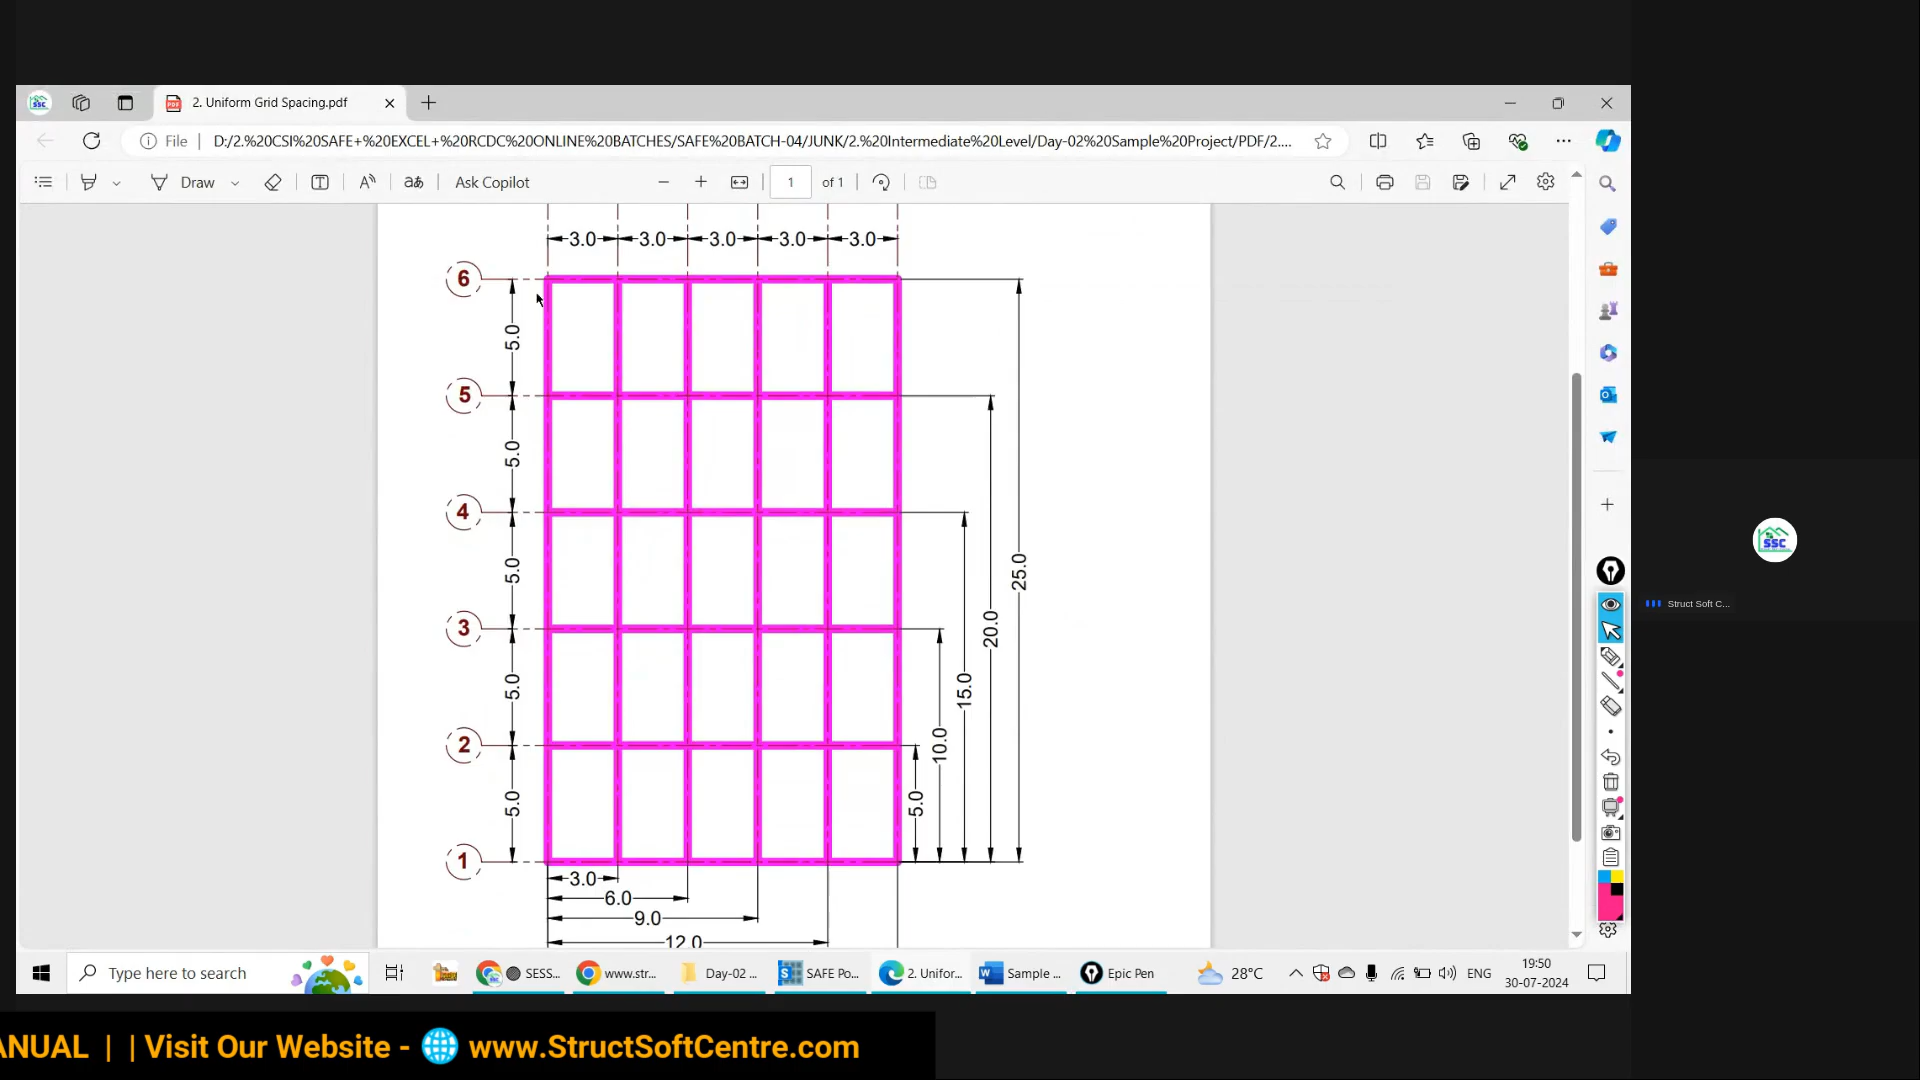 2. Uniform Grid Spacing.pdf
File
D:/2.%20CSI%20SAFE+%20EXCEL+%20RCDC%20ONLINE%20BATCHES/SAFE%20BATCH-04/JUNK/2.%20Intermediate%20Level/Day-02%20Sample%20Project/PDF/2....
Draw
aあ
Ask Copilot
1
of 1
3.0
3.0
3.0
3.0
3.0
6
5.0
5
5.0
4
5.0
25.0
3
5.0
20.0
15.0
10.0
2
5.0
5.0
1
3.0
6.0
9.0
12.0
SSC
Struct Soft C...
Type here to search
SESS...
www.str...
Day-02 ...
SAFE Po...
2. Unifor...
Sample ...
Epic Pen
28°C
ENG
19:50
30-07-2024
ANUAL | | Visit Our Website - www.StructSoftCentre.com